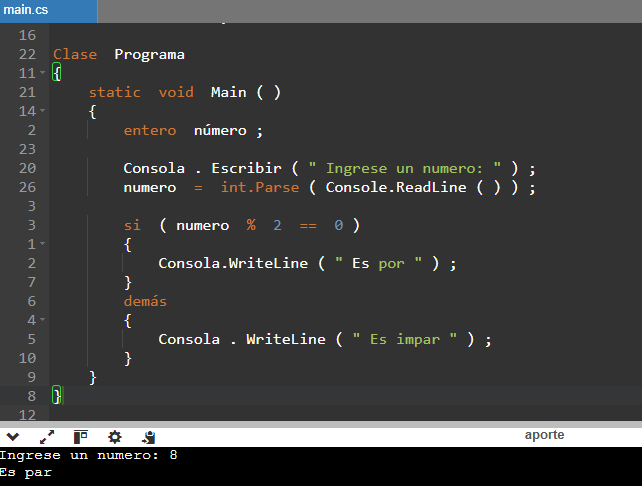 main.cs
16
22 Clase Programa
11 {
21 static void Main ( )
14 {
2 entero número ;
23
20 Consola . Escribir ( " Ingrese un numero: " ) ;
26 numero = int.Parse ( Console.ReadLine ( ) ) ;
3
3 si ( numero % 2 == 0 )
1 {
2 Consola.WriteLine ( " Es por " ) ;
7 }
6 demás
4 {
5 Consola . WriteLine ( " Es impar " ) ;
10 }
9 }
8 }
12
aporte
Ingrese un numero: 8
Es par